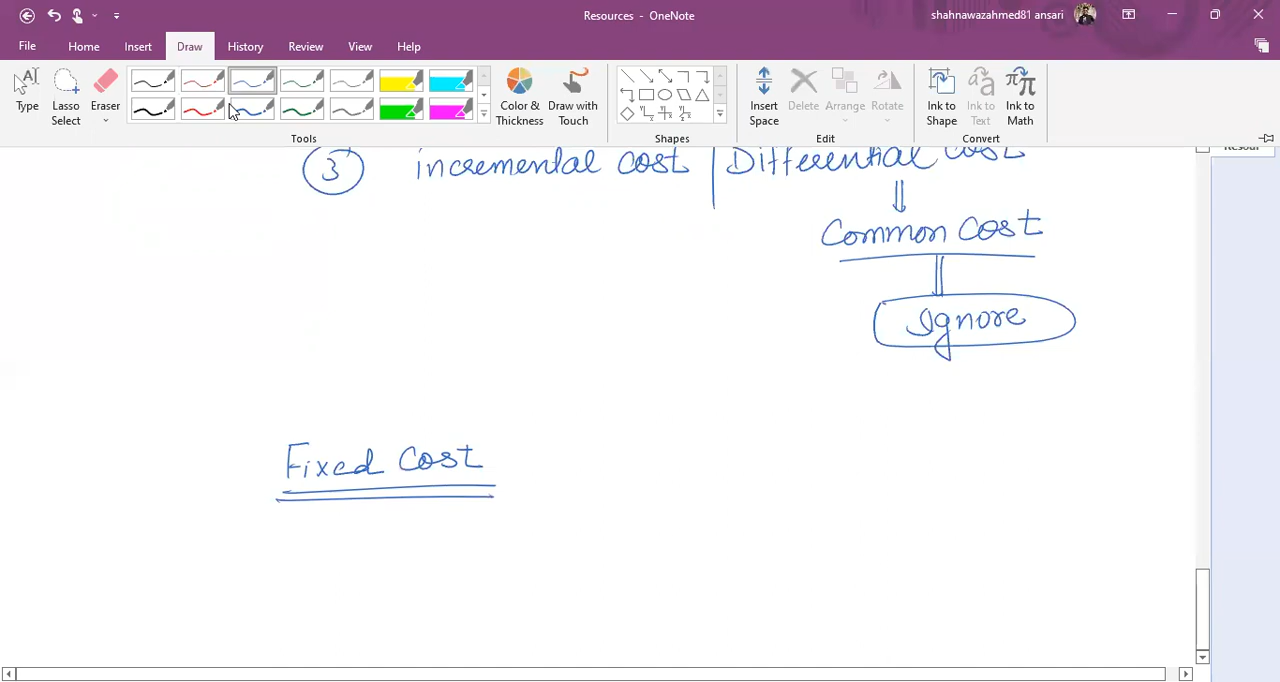 Resources - OneNote
shahnawazahmed81 ansari
File Home Insert Draw History Review View Help
Type
Lasso Select
Eraser
Color & Thickness
Draw with Touch
Insert Space
Delete
Arrange
Rotate
Ink to Shape
Ink to Text
Ink to Math
Tools Shapes Edit Convert
3 incremental cost | Differential cost
Common Cost
Ignore
Fixed Cost